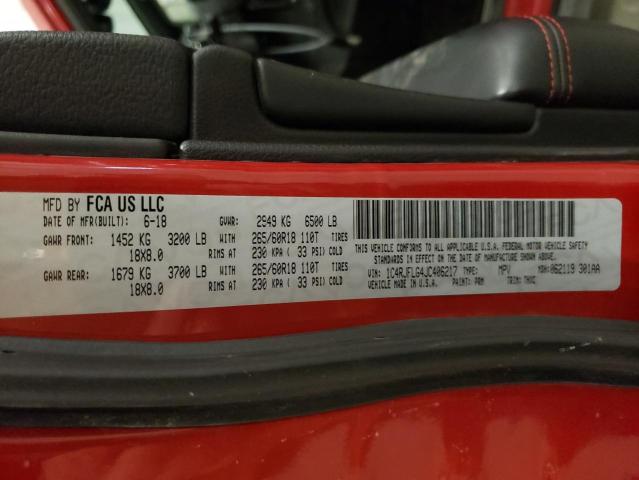 MFD BY FCA US LLC
DATE OF MFR(BUILT): 6-18 GVWR: 2949 KG 6500 LB
GAWR FRONT: 1452 KG 3200 LB WITH 265/60R18 110T TIRES
18X8.0 RIMS AT 230 KPA ( 33 PSI) COLD
GAWR REAR: 1679 KG 3700 LB WITH 265/60R18 110T TIRES
18X8.0 RIMS AT 230 KPA ( 33 PSI) COLD
THIS VEHICLE CONFORMS TO ALL APPLICABLE U.S.A. FEDERAL MOTOR VEHICLE SAFETY
STANDARDS IN EFFECT ON THE DATE OF MANUFACTURE SHOWN ABOVE.
VIN: 1C4RJFLG4JC406217 TYPE: MPV MDH: 062119 301AA
VEHICLE MADE IN U.S.A. PAINT: PRM TRIM: